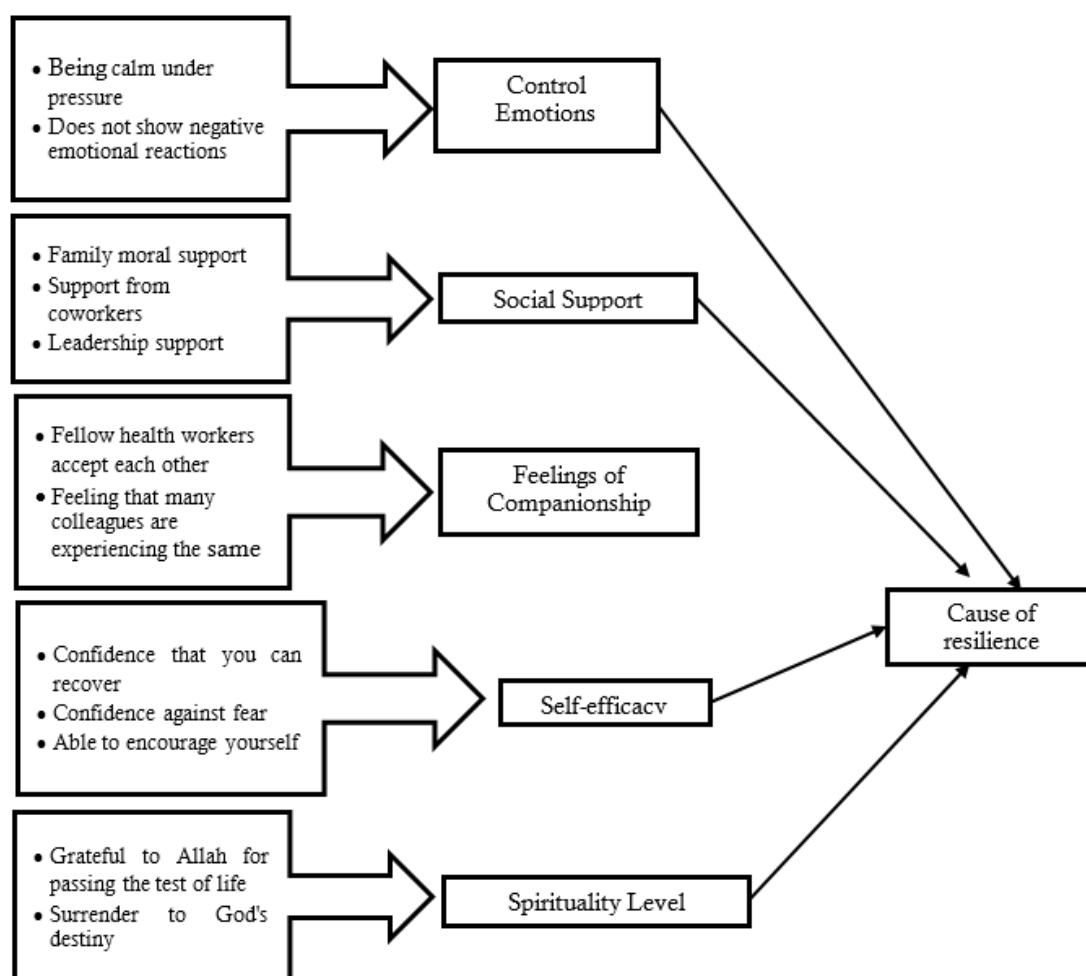 • Being calm under
pressure
• Does not show negative
emotional reactions
Control
Emotions
• Family moral support
• Support from
coworkers
• Leadership support
Social Support
• Fellow health workers
accept each other
• Feeling that many
colleagues are
experiencing the same
Feelings of
Companionship
• Confidence that you can
recover
• Confidence against fear
• Able to encourage yourself
Self-efficacy
• Grateful to Allah for
passing the test of life
• Surrender to God's
destiny
Spirituality Level
Cause of
resilience